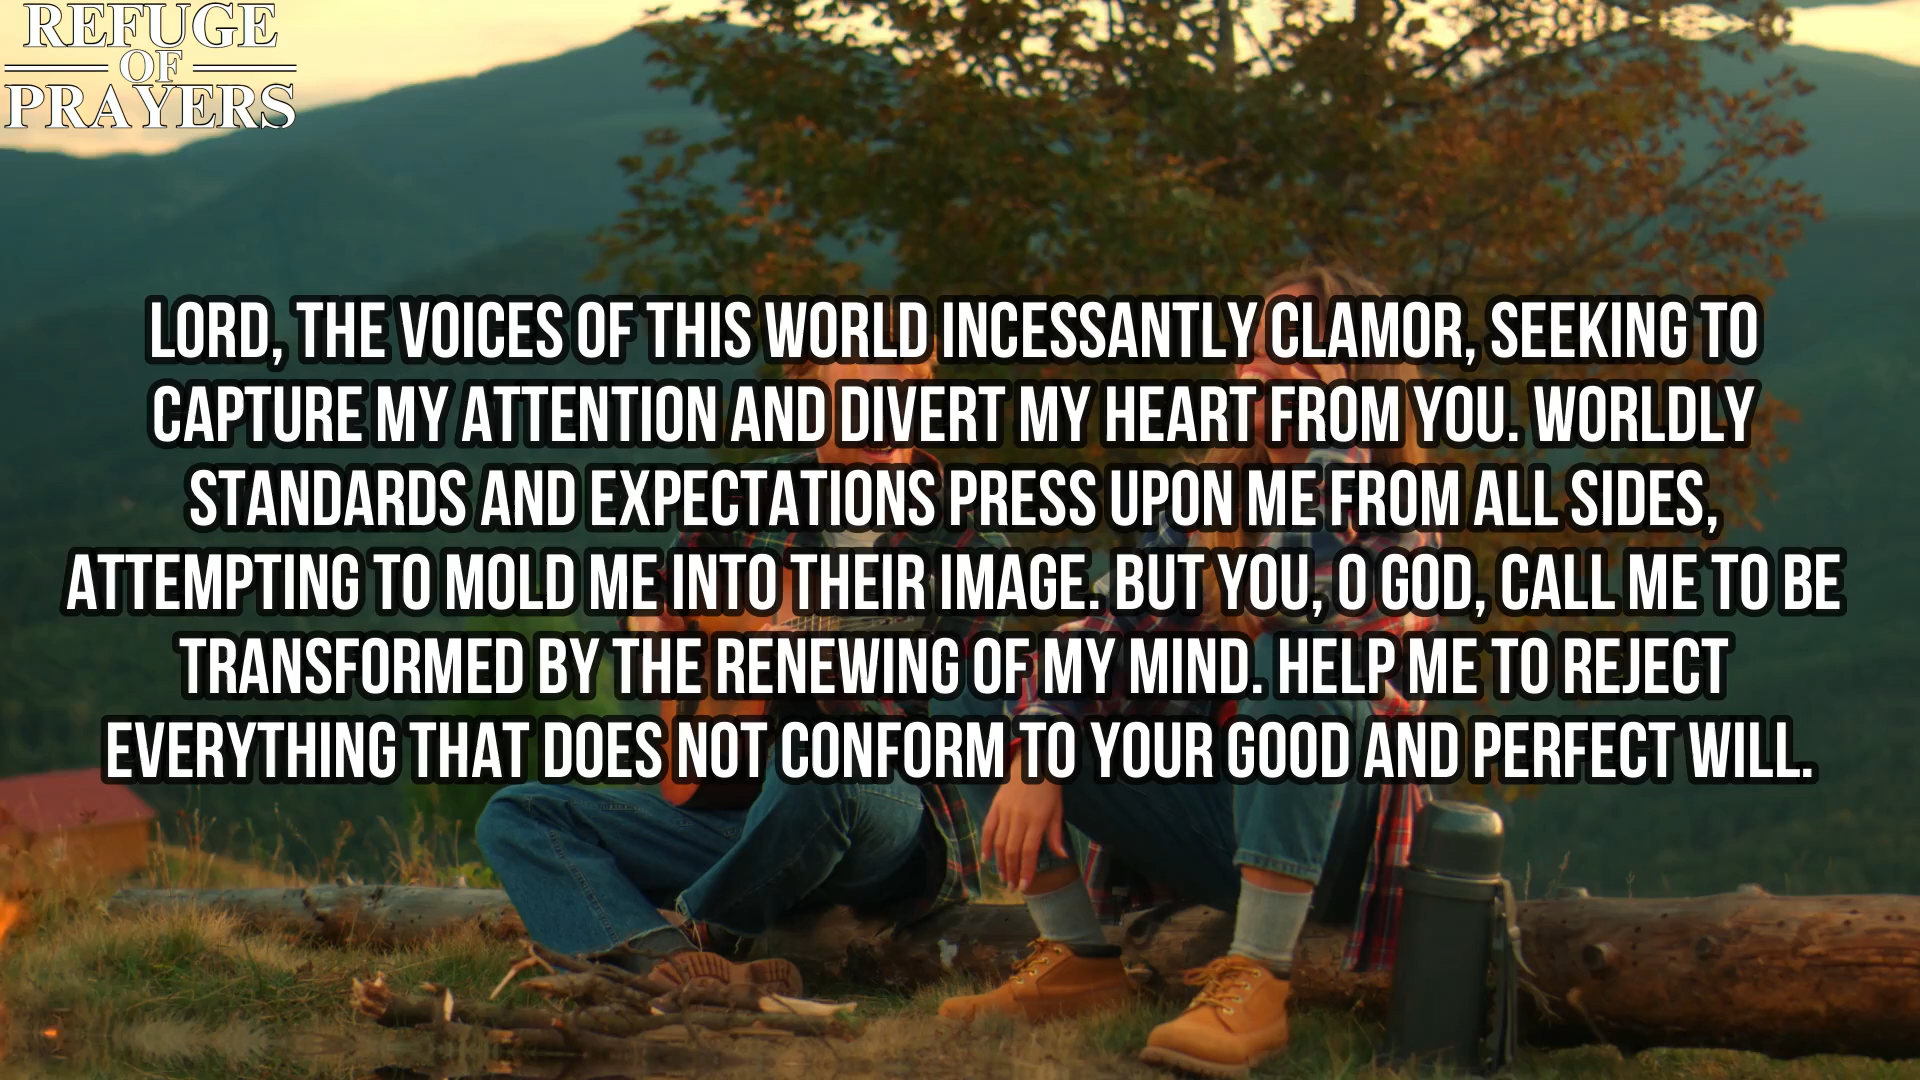 REFUGE
OF
PRAYERS
LORD, THE VOICES OF THIS WORLD INCESSANTLY CLAMOR, SEEKING TO
CAPTURE MY ATTENTION AND DIVERT MY HEART FROM YOU. WORLDLY
STANDARDS AND EXPECTATIONS PRESS UPON ME FROM ALL SIDES,
ATTEMPTING TO MOLD ME INTO THEIR IMAGE. BUT YOU, O GOD, CALL ME TO BE
TRANSFORMED BY THE RENEWING OF MY MIND. HELP ME TO REJECT
EVERYTHING THAT DOES NOT CONFORM TO YOUR GOOD AND PERFECT WILL.